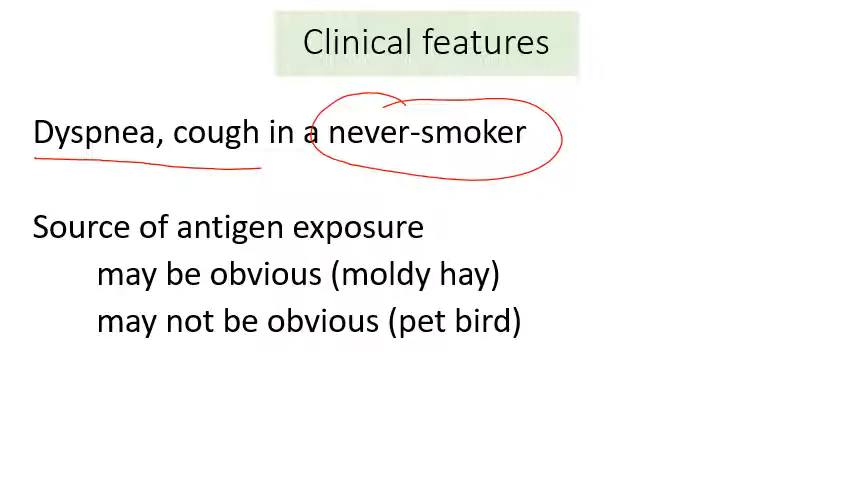 Clinical features
Dyspnea, cough in a never-smoker
Source of antigen exposure
may be obvious (moldy hay)
may not be obvious (pet bird)